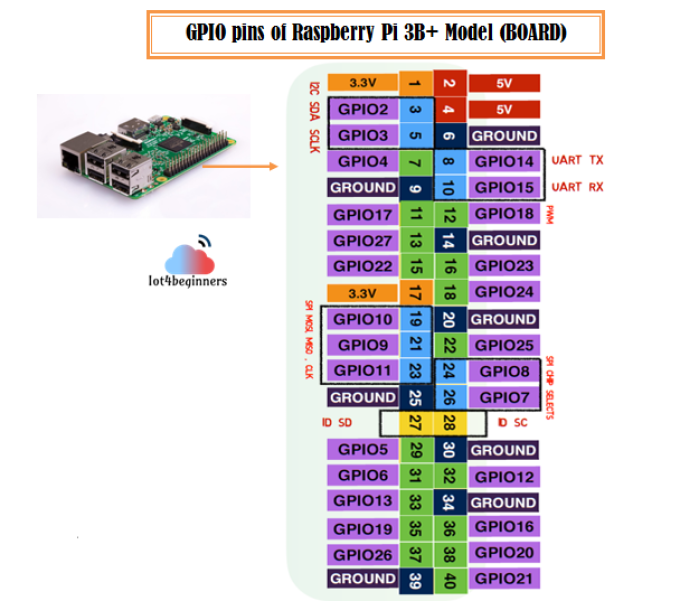 GPIO pins of Raspberry Pi 3B+ Model (BOARD)
I2C SDA SCLK
3.3V 1 2 5V
GPIO2 3 4 5V
GPIO3 5 6 GROUND
GPIO4 7 8 GPIO14 UART TX
GROUND 9 10 GPIO15 UART RX
GPIO17 11 12 GPIO18 PWM
GPIO27 13 14 GROUND
GPIO22 15 16 GPIO23
3.3V 17 18 GPIO24
SPI MOSI, MISO , CLK
GPIO10 19 20 GROUND
GPIO9 21 22 GPIO25
GPIO11 23 24 GPIO8
GROUND 25 26 GPIO7
SPI CHIP SELECTS
ID SD 27 28 ID SC
GPIO5 29 30 GROUND
GPIO6 31 32 GPIO12
GPIO13 33 34 GROUND
GPIO19 35 36 GPIO16
GPIO26 37 38 GPIO20
GROUND 39 40 GPIO21
Iot4beginners